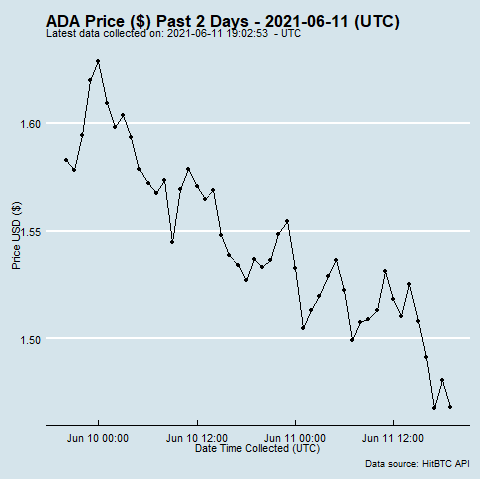 ADA Price ($) Past 2 Days - 2021-06-11 (UTC)
Latest data collected on: 2021-06-11 19:02:53 - UTC
1.60
1.55
1.50
Price USD ($)
Jun 10 00:00 Jun 10 12:00 Jun 11 00:00 Jun 11 12:00
Date Time Collected (UTC)
Data source: HitBTC API